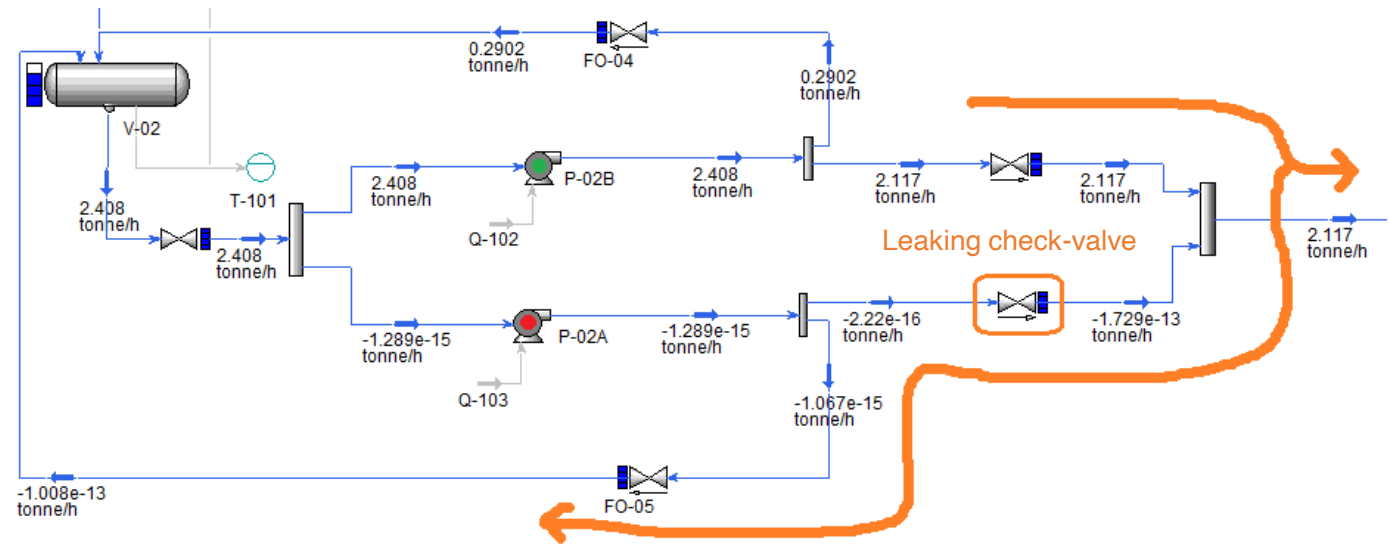 0.2902
tonne/h
FO-04
0.2902
tonne/h
V-02
T-101
2.408
tonne/h
2.408
tonne/h
2.408
tonne/h
P-02B
Q-102
2.408
tonne/h
2.117
tonne/h
2.117
tonne/h
2.117
tonne/h
Leaking check-valve
-1.289e-15
tonne/h
P-02A
Q-103
-1.289e-15
tonne/h
-2.22e-16
tonne/h
-1.729e-13
tonne/h
-1.067e-15
tonne/h
FO-05
-1.008e-13
tonne/h